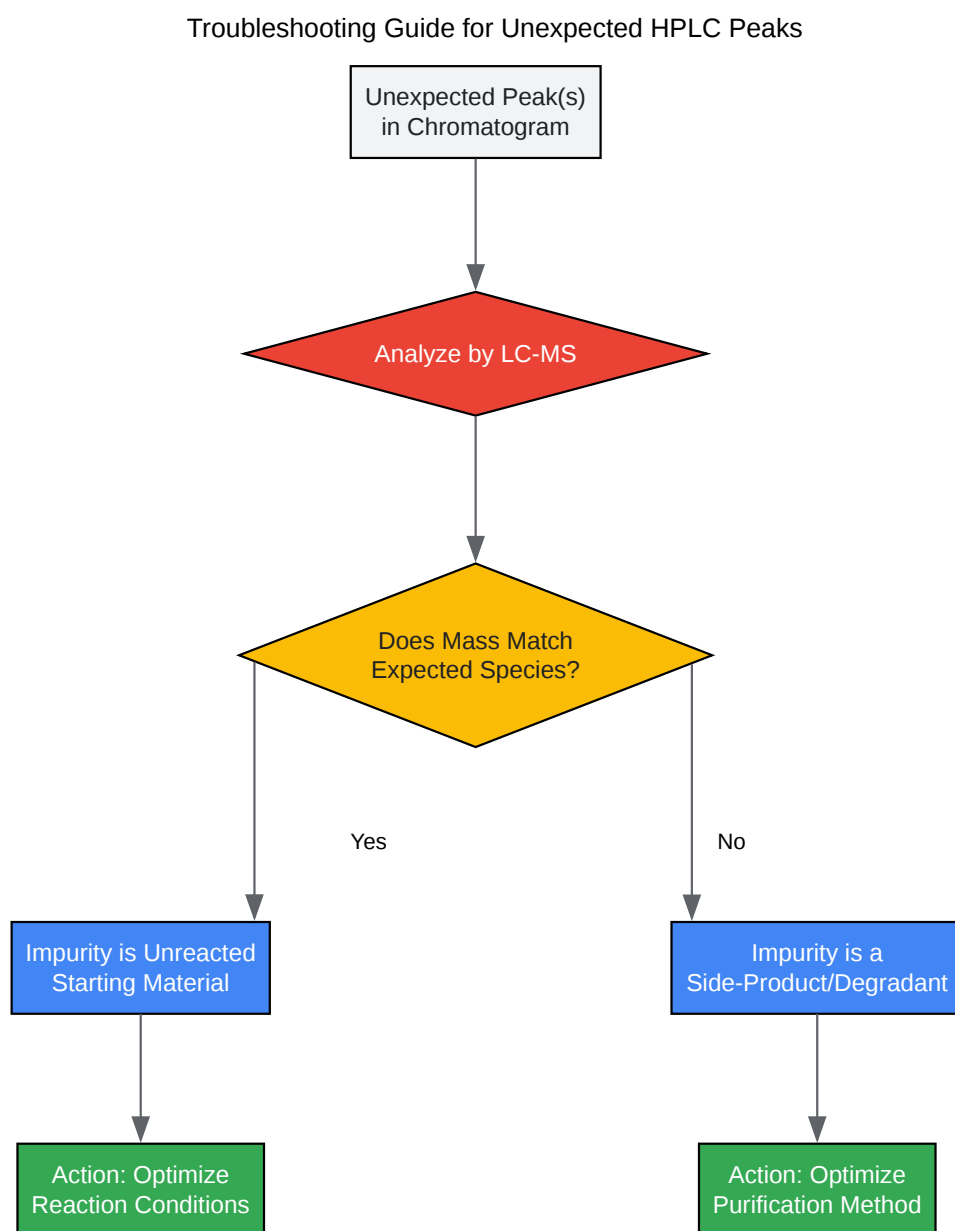 Troubleshooting Guide for Unexpected HPLC Peaks
Unexpected Peak(s)
in Chromatogram
Analyze by LC-MS
Does Mass Match
Expected Species?
Yes
No
Impurity is Unreacted
Starting Material
Impurity is a
Side-Product/Degradant
Action: Optimize
Reaction Conditions
Action: Optimize
Purification Method